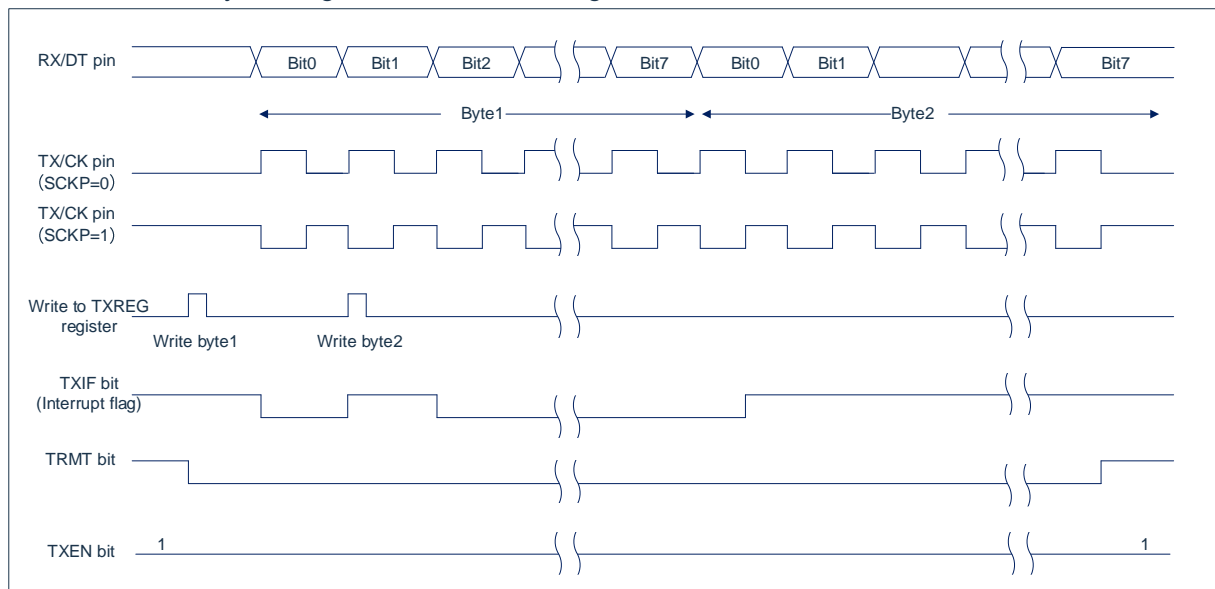 RX/DT pin
Bit0 Bit1 Bit2 Bit7 Bit0 Bit1 Bit7
Byte1 Byte2
TX/CK pin
(SCKP=0)
TX/CK pin
(SCKP=1)
Write to TXREG
register
Write byte1 Write byte2
TXIF bit
(Interrupt flag)
TRMT bit
TXEN bit 1 1